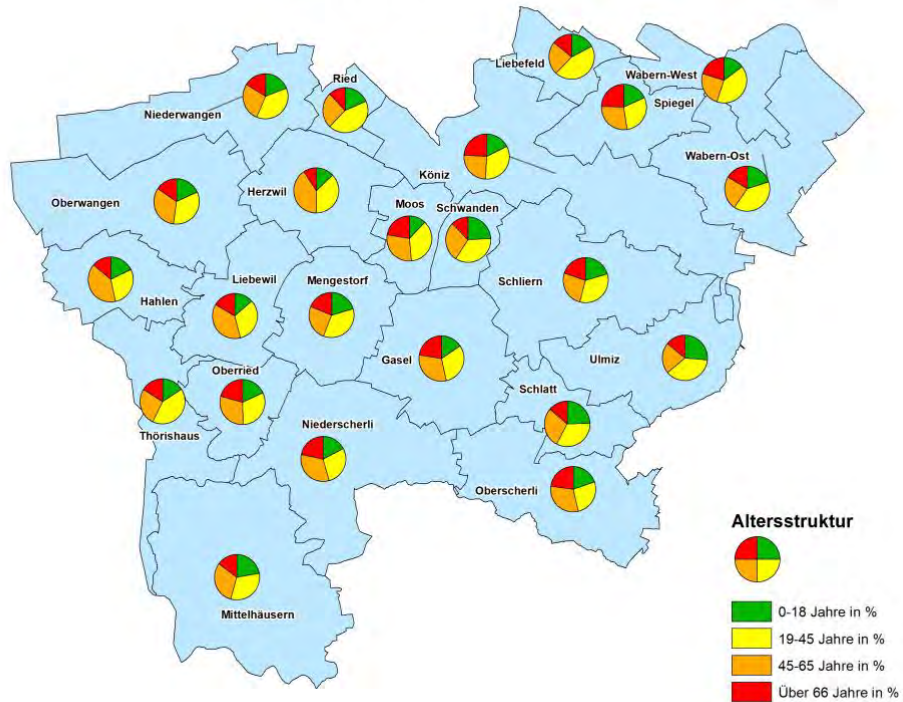 Liebefeld
Wabern-West
Ried
Spiegel
Niederwangen
Wabern-Ost
Köniz
Herzwil
Oberwangen
Moos
Schwanden
Schliern
Liebewil
Mengestorf
Hahlen
Gasel
Ulmiz
Oberried
Schlatt
Niederscherli
Thörishaus
Oberscherli
Mittelhäusern
Altersstruktur
0-18 Jahre in %
19-45 Jahre in %
45-65 Jahre in %
Über 66 Jahre in %